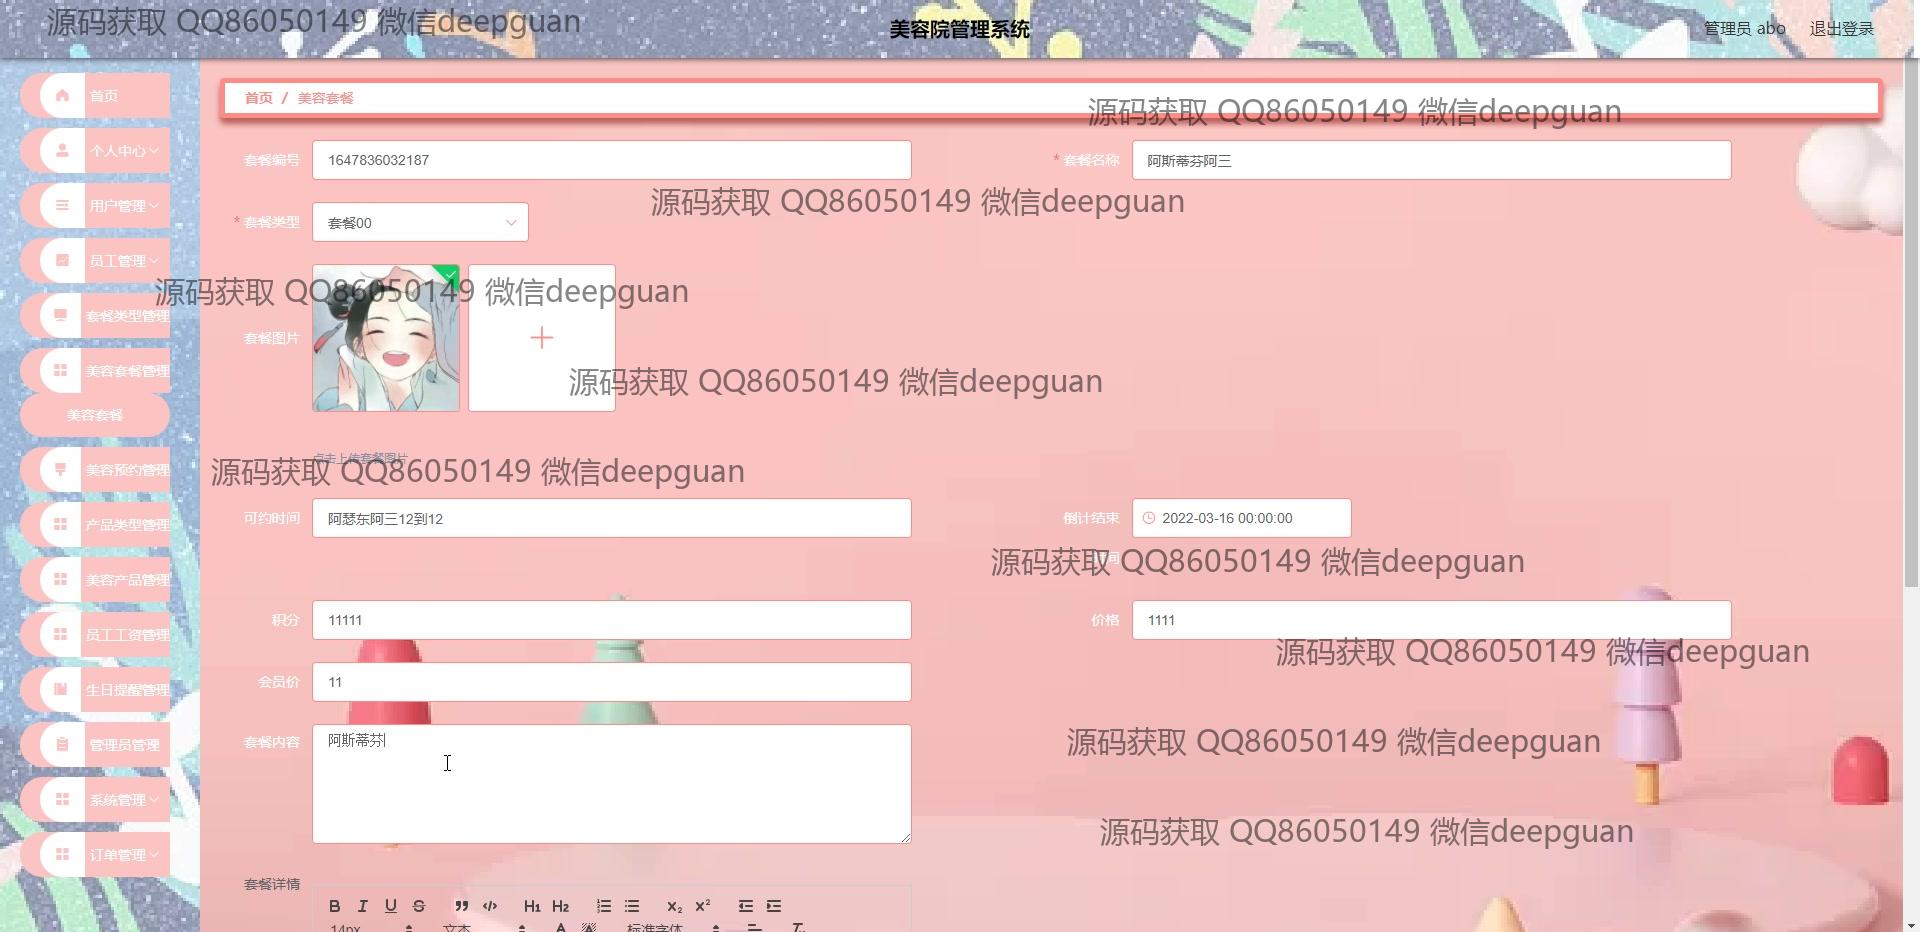 源码获取 QQ86050149 微信deepguan
美容院管理系统
管理员 abo
退出登录
首页
个人中心
用户管理
员工管理
套餐类型管理
美容套餐管理
美容套餐
美容预约管理
产品类型管理
美容产品管理
员工工资管理
生日提醒管理
管理员管理
系统管理
订单管理
首页 / 美容套餐
源码获取 QQ86050149 微信deepguan
套餐编号 1647836032187
* 套餐名称 阿斯蒂芬阿三
源码获取 QQ86050149 微信deepguan
* 套餐类型 套餐00
源码获取 QQ86050149 微信deepguan
套餐图片
源码获取 QQ86050149 微信deepguan
点击上传套餐图片
源码获取 QQ86050149 微信deepguan
可约时间 阿瑟东阿三12到12
倒计结束 2022-03-16 00:00:00
源码获取 QQ86050149 微信deepguan
积分 11111
价格 1111
源码获取 QQ86050149 微信deepguan
会员价 11
套餐内容 阿斯蒂芬
源码获取 QQ86050149 微信deepguan
源码获取 QQ86050149 微信deepguan
套餐详情
B I U S H1 H2 x₂ x²
14px 文本 A 标准字体